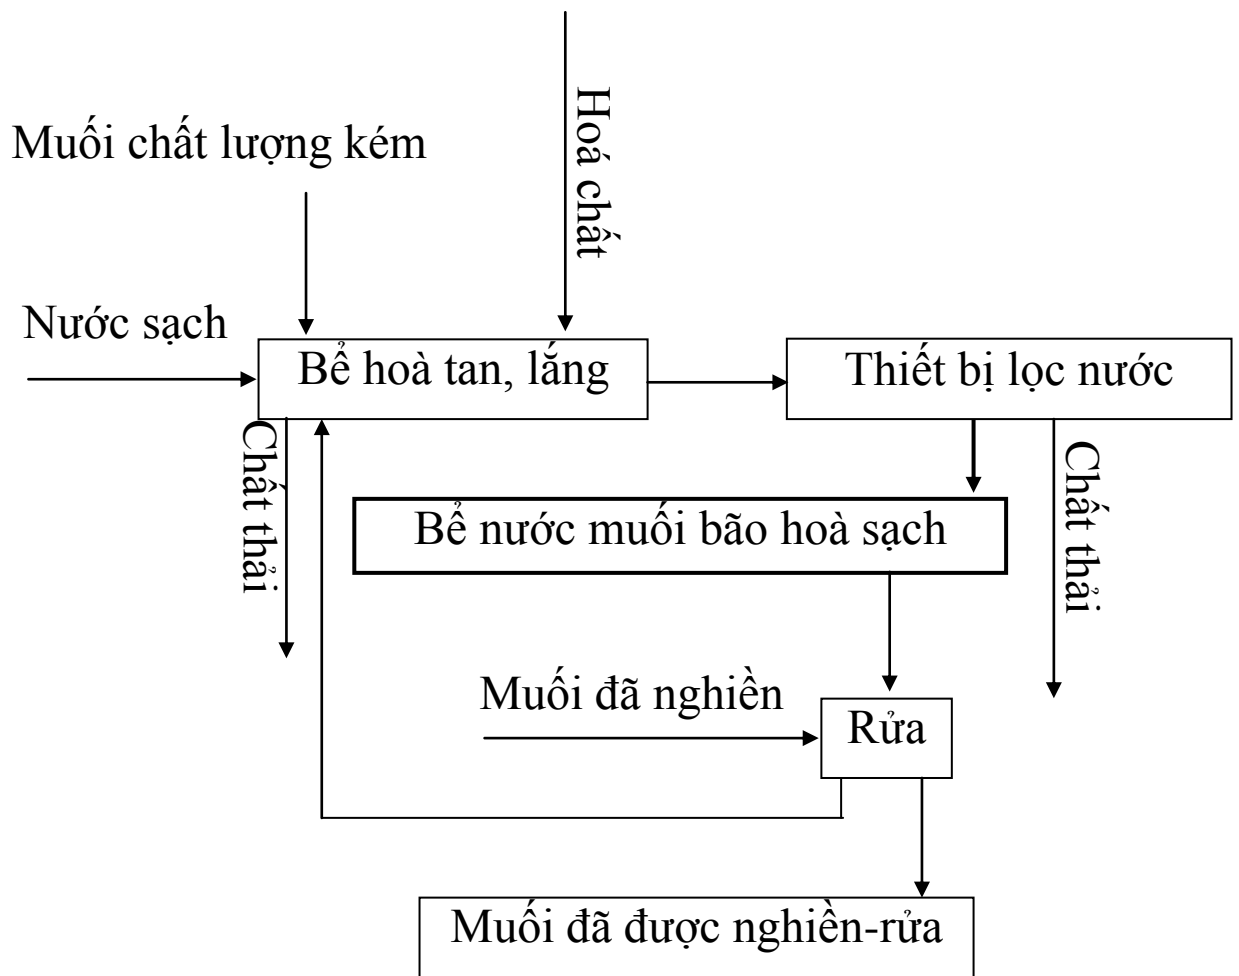 Hoá chất
Muối chất lượng kém
Nước sạch
Bể hoà tan, lắng
Thiết bị lọc nước
Chất thải
Chất thải
Bể nước muối bão hoà sạch
Muối đã nghiền
Rửa
Muối đã được nghiền-rửa